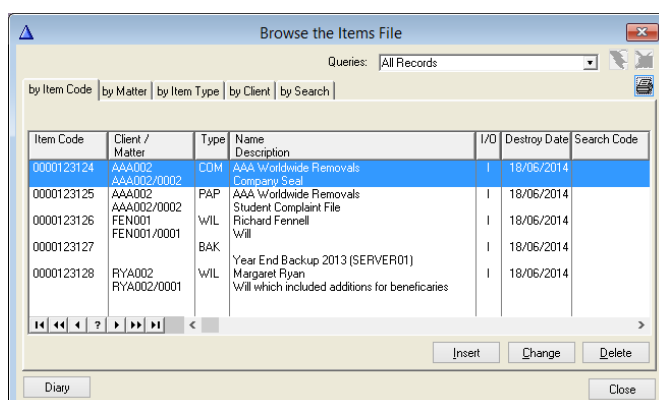 Browse the Items File
Queries: All Records
by Item Code by Matter by Item Type by Client by Search
Item Code Client / Type Name I/O Destroy Date Search Code
Matter Description
0000123124 AAA002 COM AAA Worldwide Removals I 18/06/2014
AAA002/0002 Company Seal
0000123125 AAA002 PAP AAA Worldwide Removals I 18/06/2014
AAA002/0002 Student Complaint File
0000123126 FEN001 WIL Richard Fennell I 18/06/2014
FEN001/0001 Will
0000123127 BAK I 18/06/2014
Year End Backup 2013 (SERVER01)
0000123128 RYA002 WIL Margaret Ryan I 18/06/2014
RYA002/0001 Will which included additions for beneficaries
?
Insert Change Delete
Diary Close